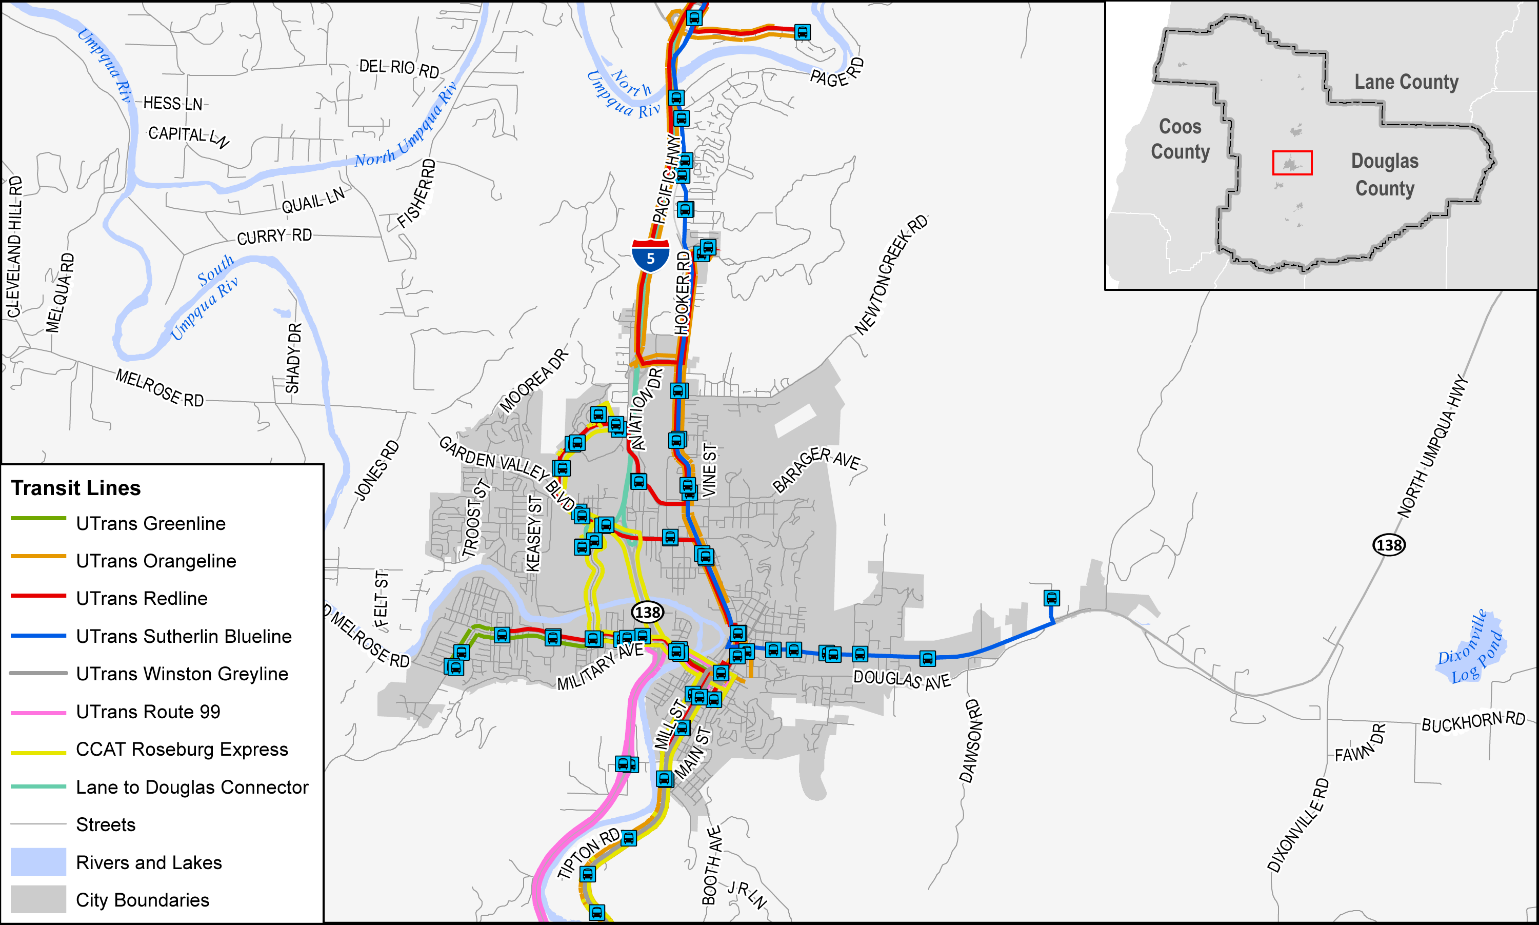 Umpqua Riv
DEL RIO RD
HESS LN
CAPITAL LN
North Umpqua Riv
FISHER RD
QUAIL LN
CURRY RD
CLEVELAND HILL RD
MELQUA RD
South
Umpqua Riv
SHADY DR
MELROSE RD
JONES RD
North
Umpqua Riv
PAGE RD
PACIFIC HWY
5
HOOKER RD
NEWTON CREEK RD
MOOREA DR
AVIATION DR
GARDEN VALLEY BLVD
VINE ST
BARAGER AVE
TROOST ST
KEASEY ST
FELT ST
D MELROSE RD
138
MILITARY AVE
DOUGLAS AVE
MILL ST
MAIN ST
DAWSON RD
TIPTON RD
BOOTH AVE
J R LN
NORTH UMPQUA HWY
138
Dixonville
Log Pond
BUCKHORN RD
FAWN DR
DIXONVILLE RD
Lane County
Coos
County
Douglas
County
Transit Lines
UTrans Greenline
UTrans Orangeline
UTrans Redline
UTrans Sutherlin Blueline
UTrans Winston Greyline
UTrans Route 99
CCAT Roseburg Express
Lane to Douglas Connector
Streets
Rivers and Lakes
City Boundaries